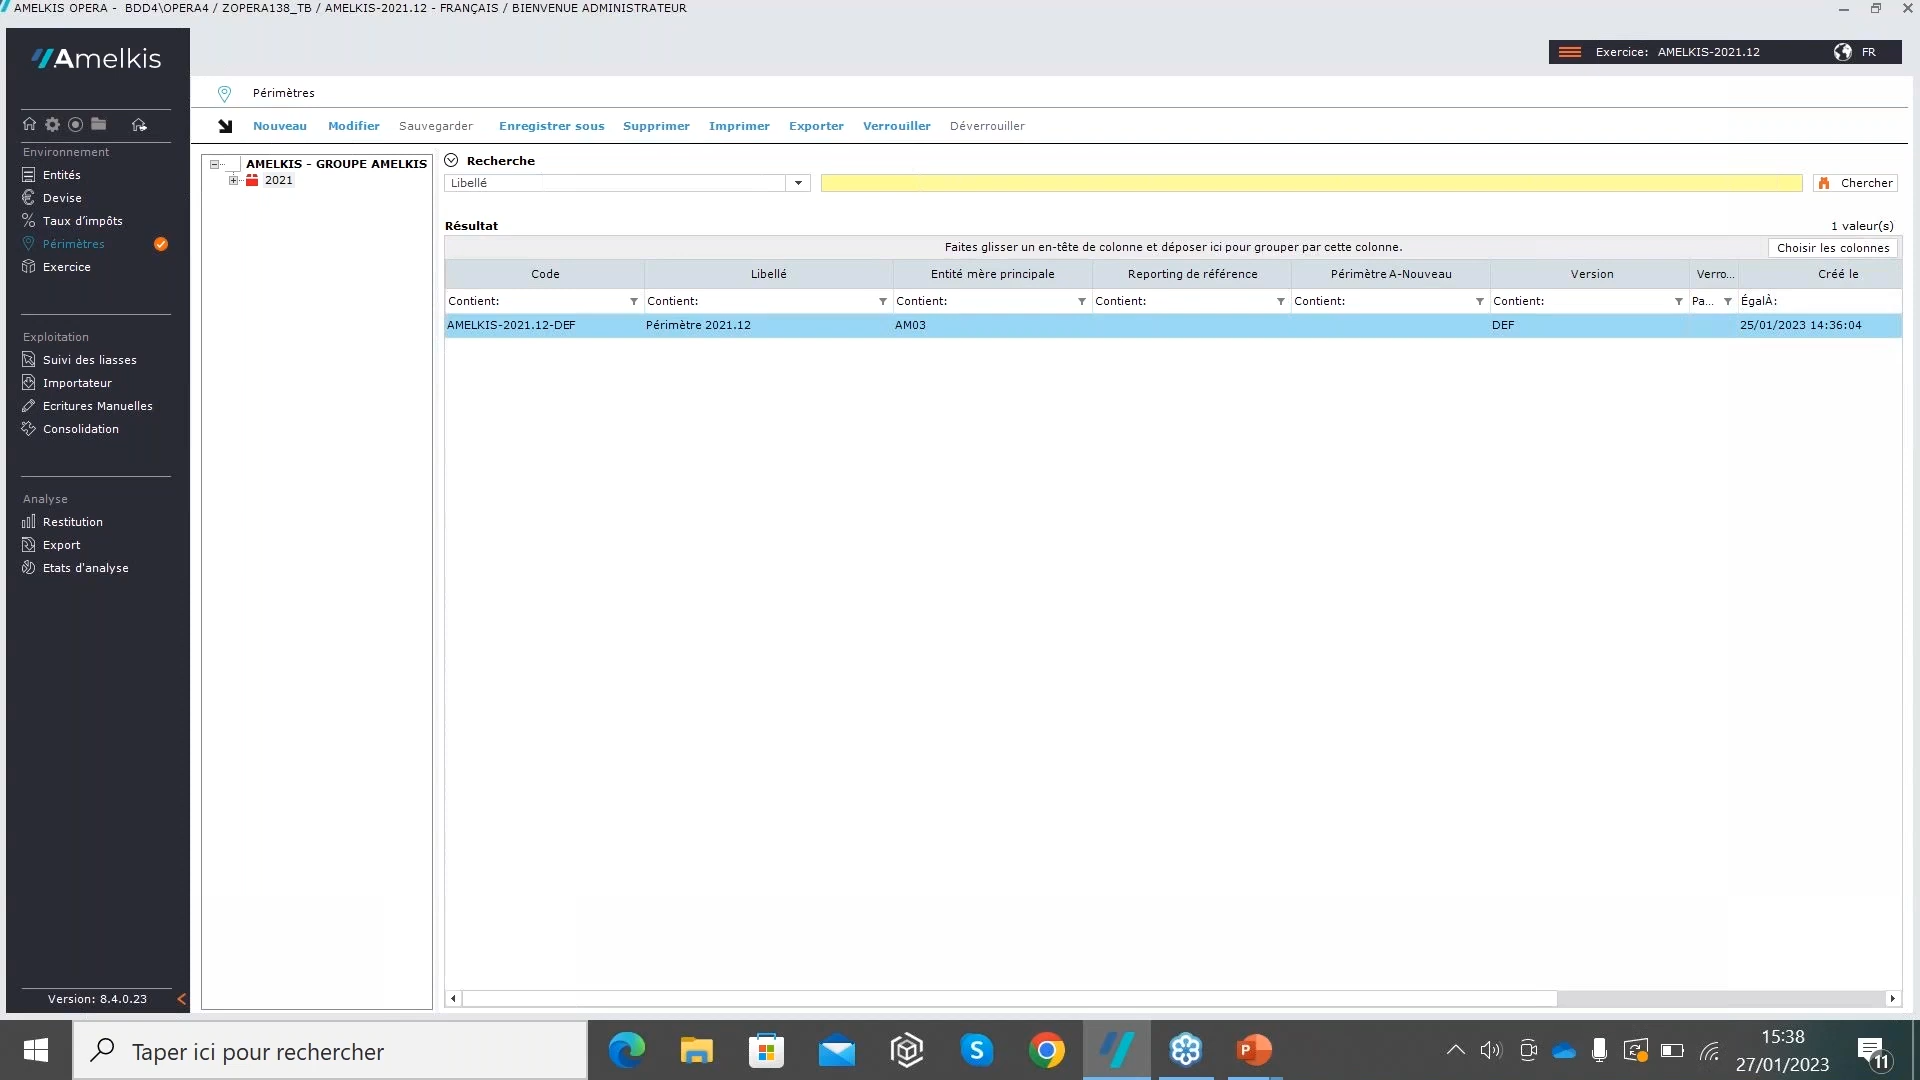 AMELKIS OPERA - BDD4\OPERA4 / ZOPERA138_TB / AMELKIS-2021.12 - FRANÇAIS / BIENVENUE ADMINISTRATEUR
Amelkis
Exercice: AMELKIS-2021.12 FR
Environnement
Entités
Devise
Taux d'impôts
Périmètres
Exercice
Exploitation
Suivi des liasses
Importateur
Ecritures Manuelles
Consolidation
Analyse
Restitution
Export
Etats d'analyse
Version: 8.4.0.23
Périmètres
Nouveau Modifier Sauvegarder Enregistrer sous Supprimer Imprimer Exporter Verrouiller Déverrouiller
AMELKIS - GROUPE AMELKIS
2021
Recherche
Libellé Chercher
Résultat 1 valeur(s)
Faites glisser un en-tête de colonne et déposer ici pour grouper par cette colonne. Choisir les colonnes
Code Libellé Entité mère principale Reporting de référence Périmètre A-Nouveau Version Verro... Créé le
Contient: Contient: Contient: Contient: Contient: Contient: Pa... ÉgalÀ:
AMELKIS-2021.12-DEF Périmètre 2021.12 AM03 DEF 25/01/2023 14:36:04
Taper ici pour rechercher
S
P
15:38
27/01/2023
11